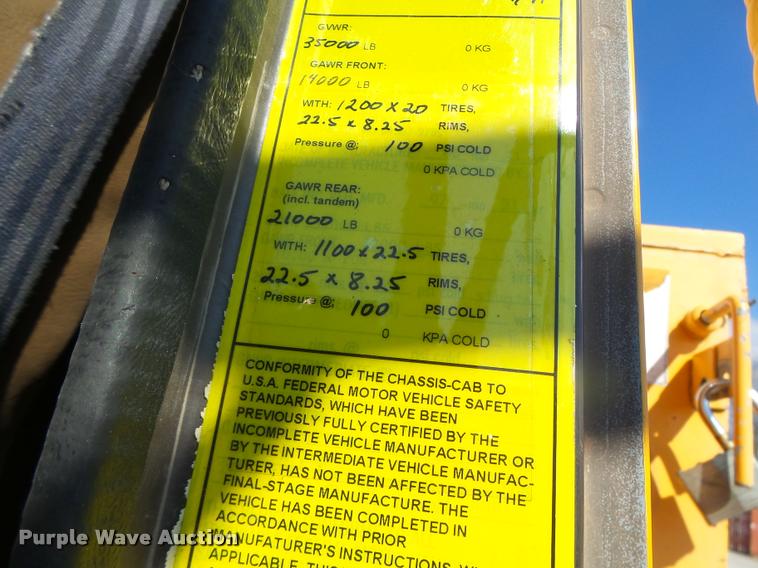 GVWR:
35000 LB 0 KG
GAWR FRONT:
14000 LB 0 KG
WITH: 1200 x 20 TIRES,
22.5 x 8.25 RIMS,
Pressure @: 100 PSI COLD
0 KPA COLD
GAWR REAR:
(incl. tandem)
21000 LB 0 KG
WITH: 1100 x 22.5 TIRES,
22.5 x 8.25 RIMS,
Pressure @: 100 PSI COLD
0 KPA COLD
CONFORMITY OF THE CHASSIS-CAB TO
U.S.A. FEDERAL MOTOR VEHICLE SAFETY
STANDARDS, WHICH HAVE BEEN
PREVIOUSLY FULLY CERTIFIED BY THE
INCOMPLETE VEHICLE MANUFACTURER OR
BY THE INTERMEDIATE VEHICLE MANUFAC-
TURER, HAS NOT BEEN AFFECTED BY THE
FINAL-STAGE MANUFACTURE. THE
VEHICLE HAS BEEN COMPLETED IN
ACCORDANCE WITH PRIOR
MANUFATURER'S INSTRUCTIONS, W
APPLICABLE. THIS
Purple Wave Auction